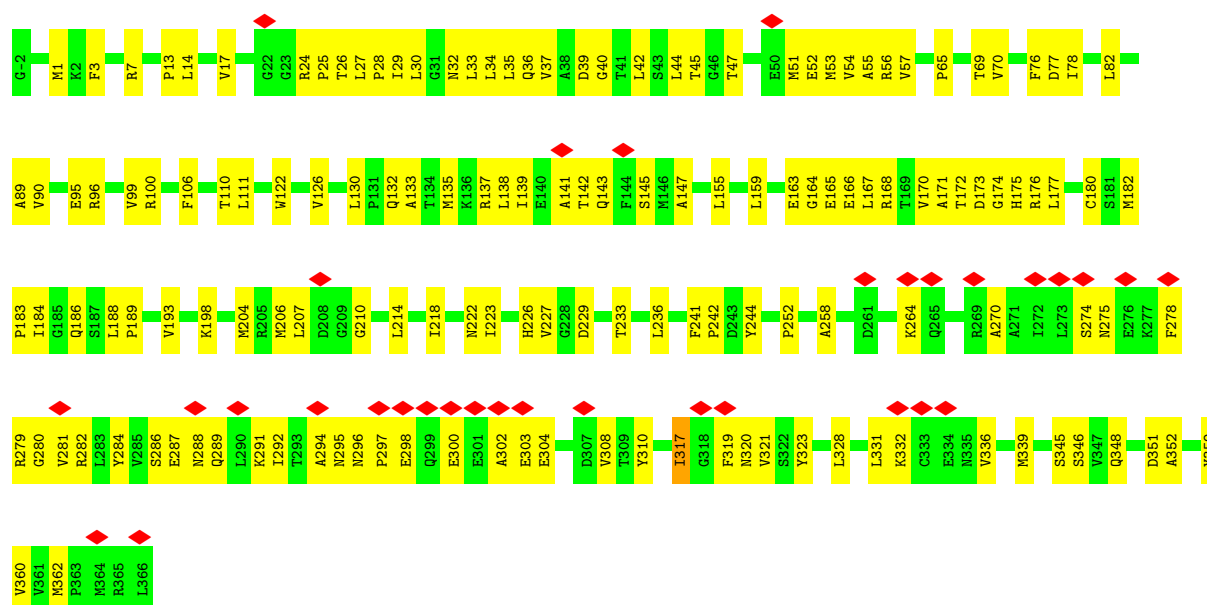 G-2 M1 K2 F3 R7 P13 L14 V17 G22 G23 R24 P25 T26 L27 P28 I29 L30 G31 N32 L33 L34 L35 Q36 V37 A38 D39 G40 T41 L42 S43 L44 T45 G46 T47 E50 M51 E52 M53 V54 A55 R56 V57 P65 T69 V70 F76 D77 I78 L82
A89 V90 E95 R96 V99 R100 F106 T110 L111 W122 V126 L130 P131 Q132 A133 T134 M135 K136 R137 L138 I139 E140 A141 T142 Q143 F144 S145 M146 A147 L155 L159 E163 G164 E165 E166 L167 R168 T169 V170 A171 T172 D173 G174 H175 R176 L177 C180 S181 M182
P183 I184 G185 Q186 S187 L188 P189 V193 K198 M204 R205 M206 L207 D208 G209 G210 L214 I218 N222 I223 H226 V227 G228 D229 T233 L236 F241 P242 D243 Y244 P252 A258 D261 K264 Q265 R269 A270 A271 I272 L273 S274 N275 E276 K277 F278
R279 G280 V281 R282 L283 Y284 V285 S286 E287 N288 Q289 L290 K291 I292 T293 A294 N295 N296 P297 E298 Q299 E300 E301 A302 E303 E304 D307 V308 T309 Y310 I317 G318 F319 N320 V321 S322 Y323 L328 L331 K332 C333 E334 N335 V336 M339 S345 S346 V347 Q348 D351 A352
V360 V361 M362 P363 M364 R365 L366